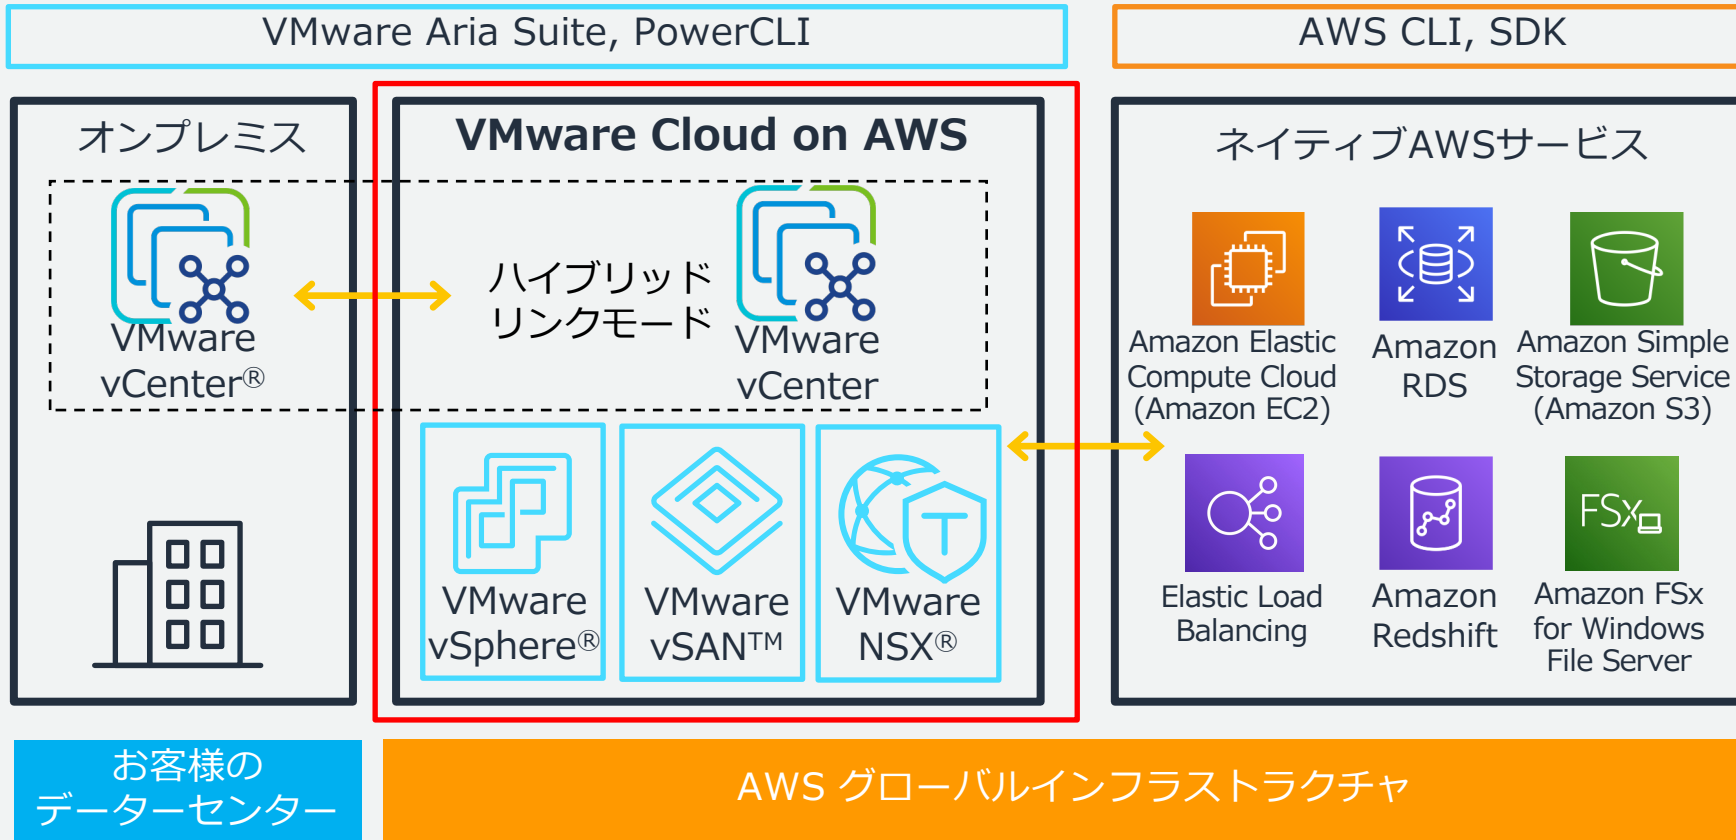 VMware Aria Suite, PowerCLI
AWS CLI, SDK
オンプレミス
VMware
vCenter®
VMware Cloud on AWS
ハイブリッド
リンクモード
VMware
vCenter
VMware
vSphere®
VMware
vSAN™
VMware
NSX®
ネイティブAWSサービス
Amazon Elastic
Compute Cloud
(Amazon EC2)
Amazon
RDS
Amazon Simple
Storage Service
(Amazon S3)
Elastic Load
Balancing
Amazon
Redshift
FSx
Amazon FSx
for Windows
File Server
お客様の
データーセンター
AWS グローバルインフラストラクチャ